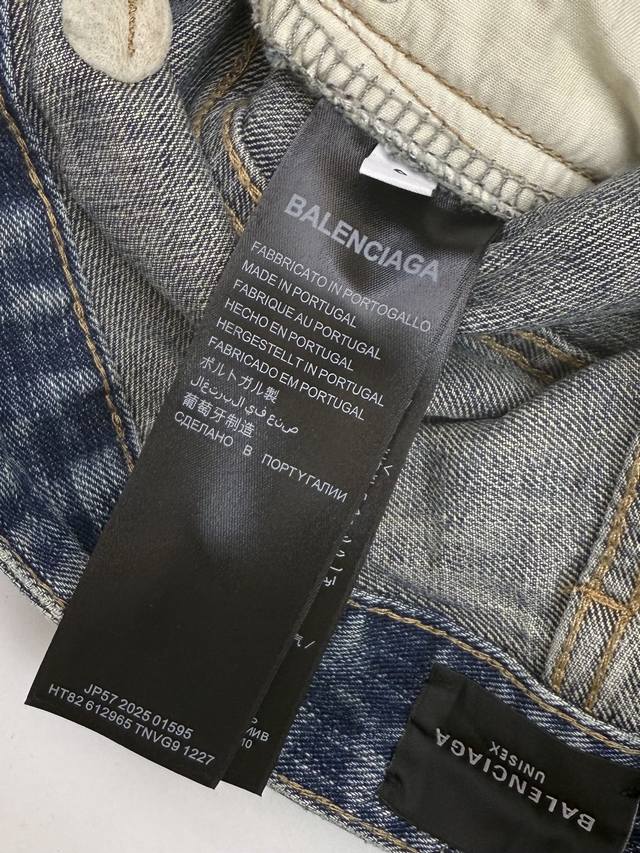 BALENCIAGA
FABBRICATO IN PORTOGALLO
MADE IN PORTUGAL
FABRIQUE AU PORTUGAL
HECHO EN PORTUGAL
HERGESTELLT IN PORTUGAL
FABRICADO EM PORTUGAL
ポルトガル製
صنع في البرتغال
葡萄牙制造
СДЕЛАНО В ПОРТУГАЛИИ
JP57 2025 01595
HT82 612965 TNVG9 1227
10
BALENCIAGA
UNISEX